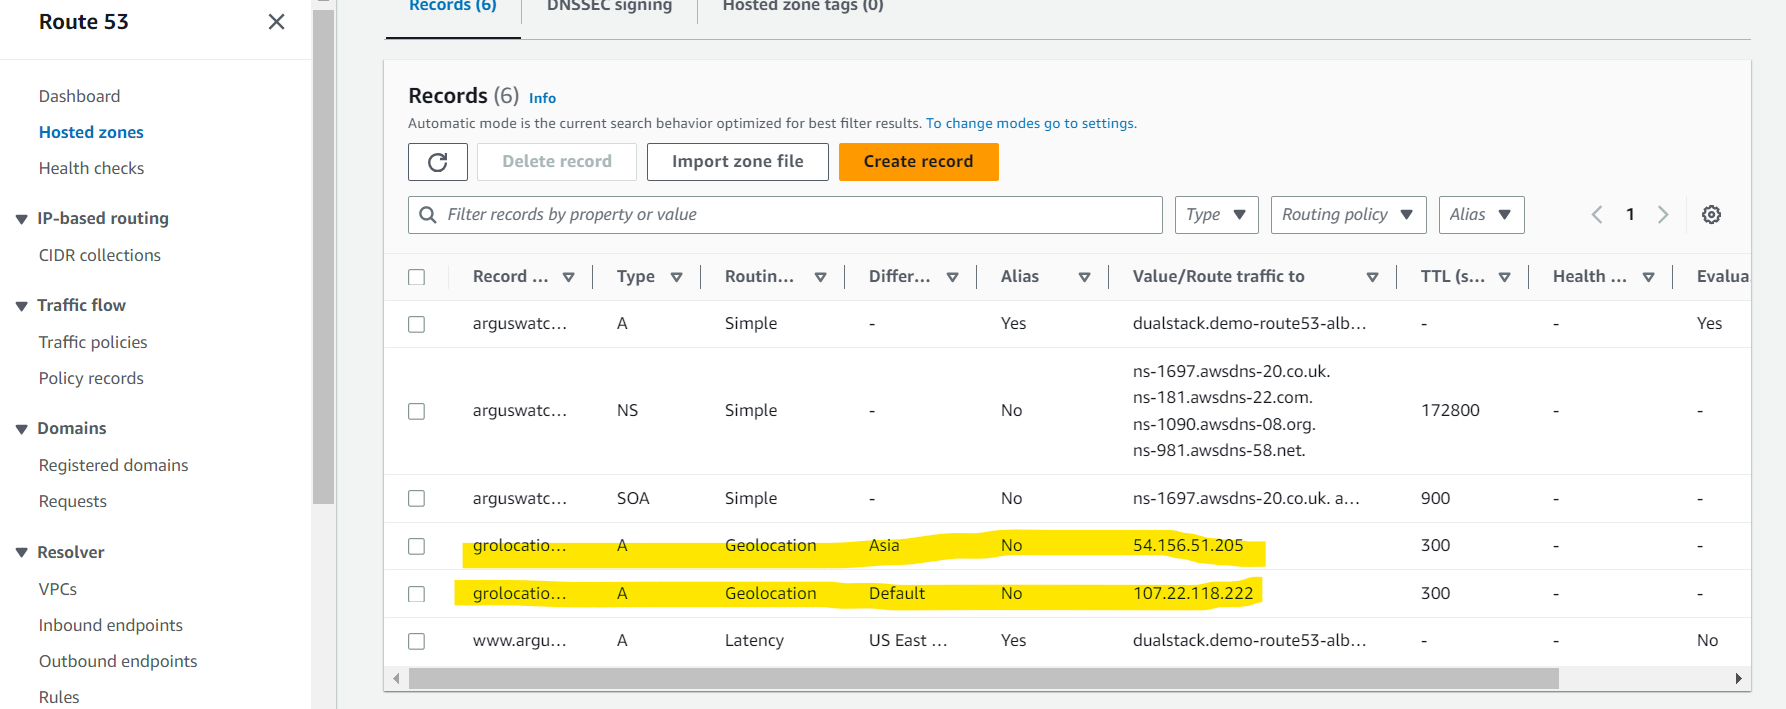 Route 53
Dashboard
Hosted zones
Health checks
IP-based routing
CIDR collections
Traffic flow
Traffic policies
Policy records
Domains
Registered domains
Requests
Resolver
VPCs
Inbound endpoints
Outbound endpoints
Rules
Records (6) DNSSEC signing Hosted zone tags (0)
Records (6) Info
Automatic mode is the current search behavior optimized for best filter results. To change modes go to settings.
Delete record Import zone file Create record
Filter records by property or value Type Routing policy Alias 1
Record ... Type Routin... Differ... Alias Value/Route traffic to TTL (s... Health ... Evalua
arguswatc... A Simple - Yes dualstack.demo-route53-alb... - - Yes
ns-1697.awsdns-20.co.uk.
ns-181.awsdns-22.com.
arguswatc... NS Simple - No 172800 - -
ns-1090.awsdns-08.org.
ns-981.awsdns-58.net.
arguswatc... SOA Simple - No ns-1697.awsdns-20.co.uk. a... 900 - -
grolocatio... A Geolocation Asia No 54.156.51.205 300 - -
grolocatio... A Geolocation Default No 107.22.118.222 300 - -
www.argu... A Latency US East ... Yes dualstack.demo-route53-alb... - - No